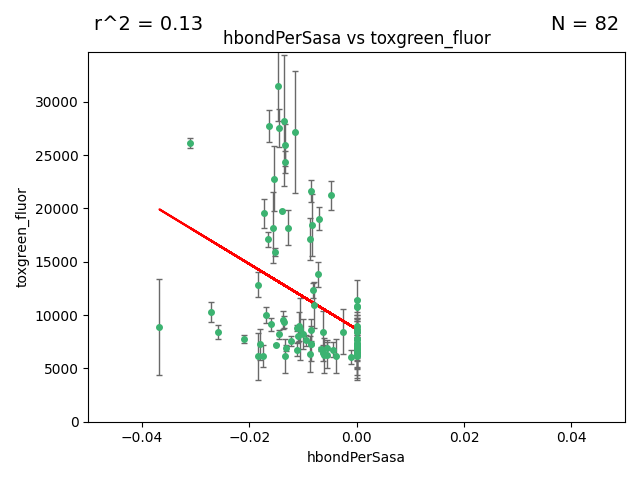 r^2 = 0.13
N = 82
hbondPerSasa vs toxgreen_fluor
30000
25000
20000
15000
10000
5000
0
toxgreen_fluor
−0.04
−0.02
0.00
0.02
0.04
hbondPerSasa